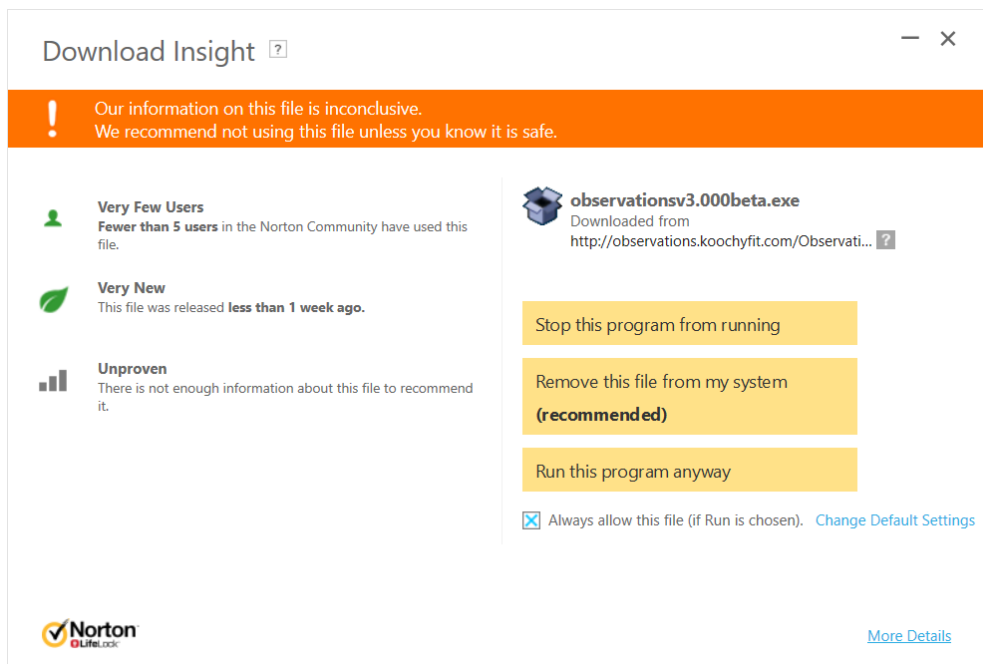 Download Insight ?
Our information on this file is inconclusive.
We recommend not using this file unless you know it is safe.
Very Few Users
Fewer than 5 users in the Norton Community have used this
file.
Very New
This file was released less than 1 week ago.
Unproven
There is not enough information about this file to recommend
it.
observationsv3.000beta.exe
Downloaded from
http://observations.koochyfit.com/Observati... ?
Stop this program from running
Remove this file from my system
(recommended)
Run this program anyway
Always allow this file (if Run is chosen). Change Default Settings
Norton
LifeLock
More Details